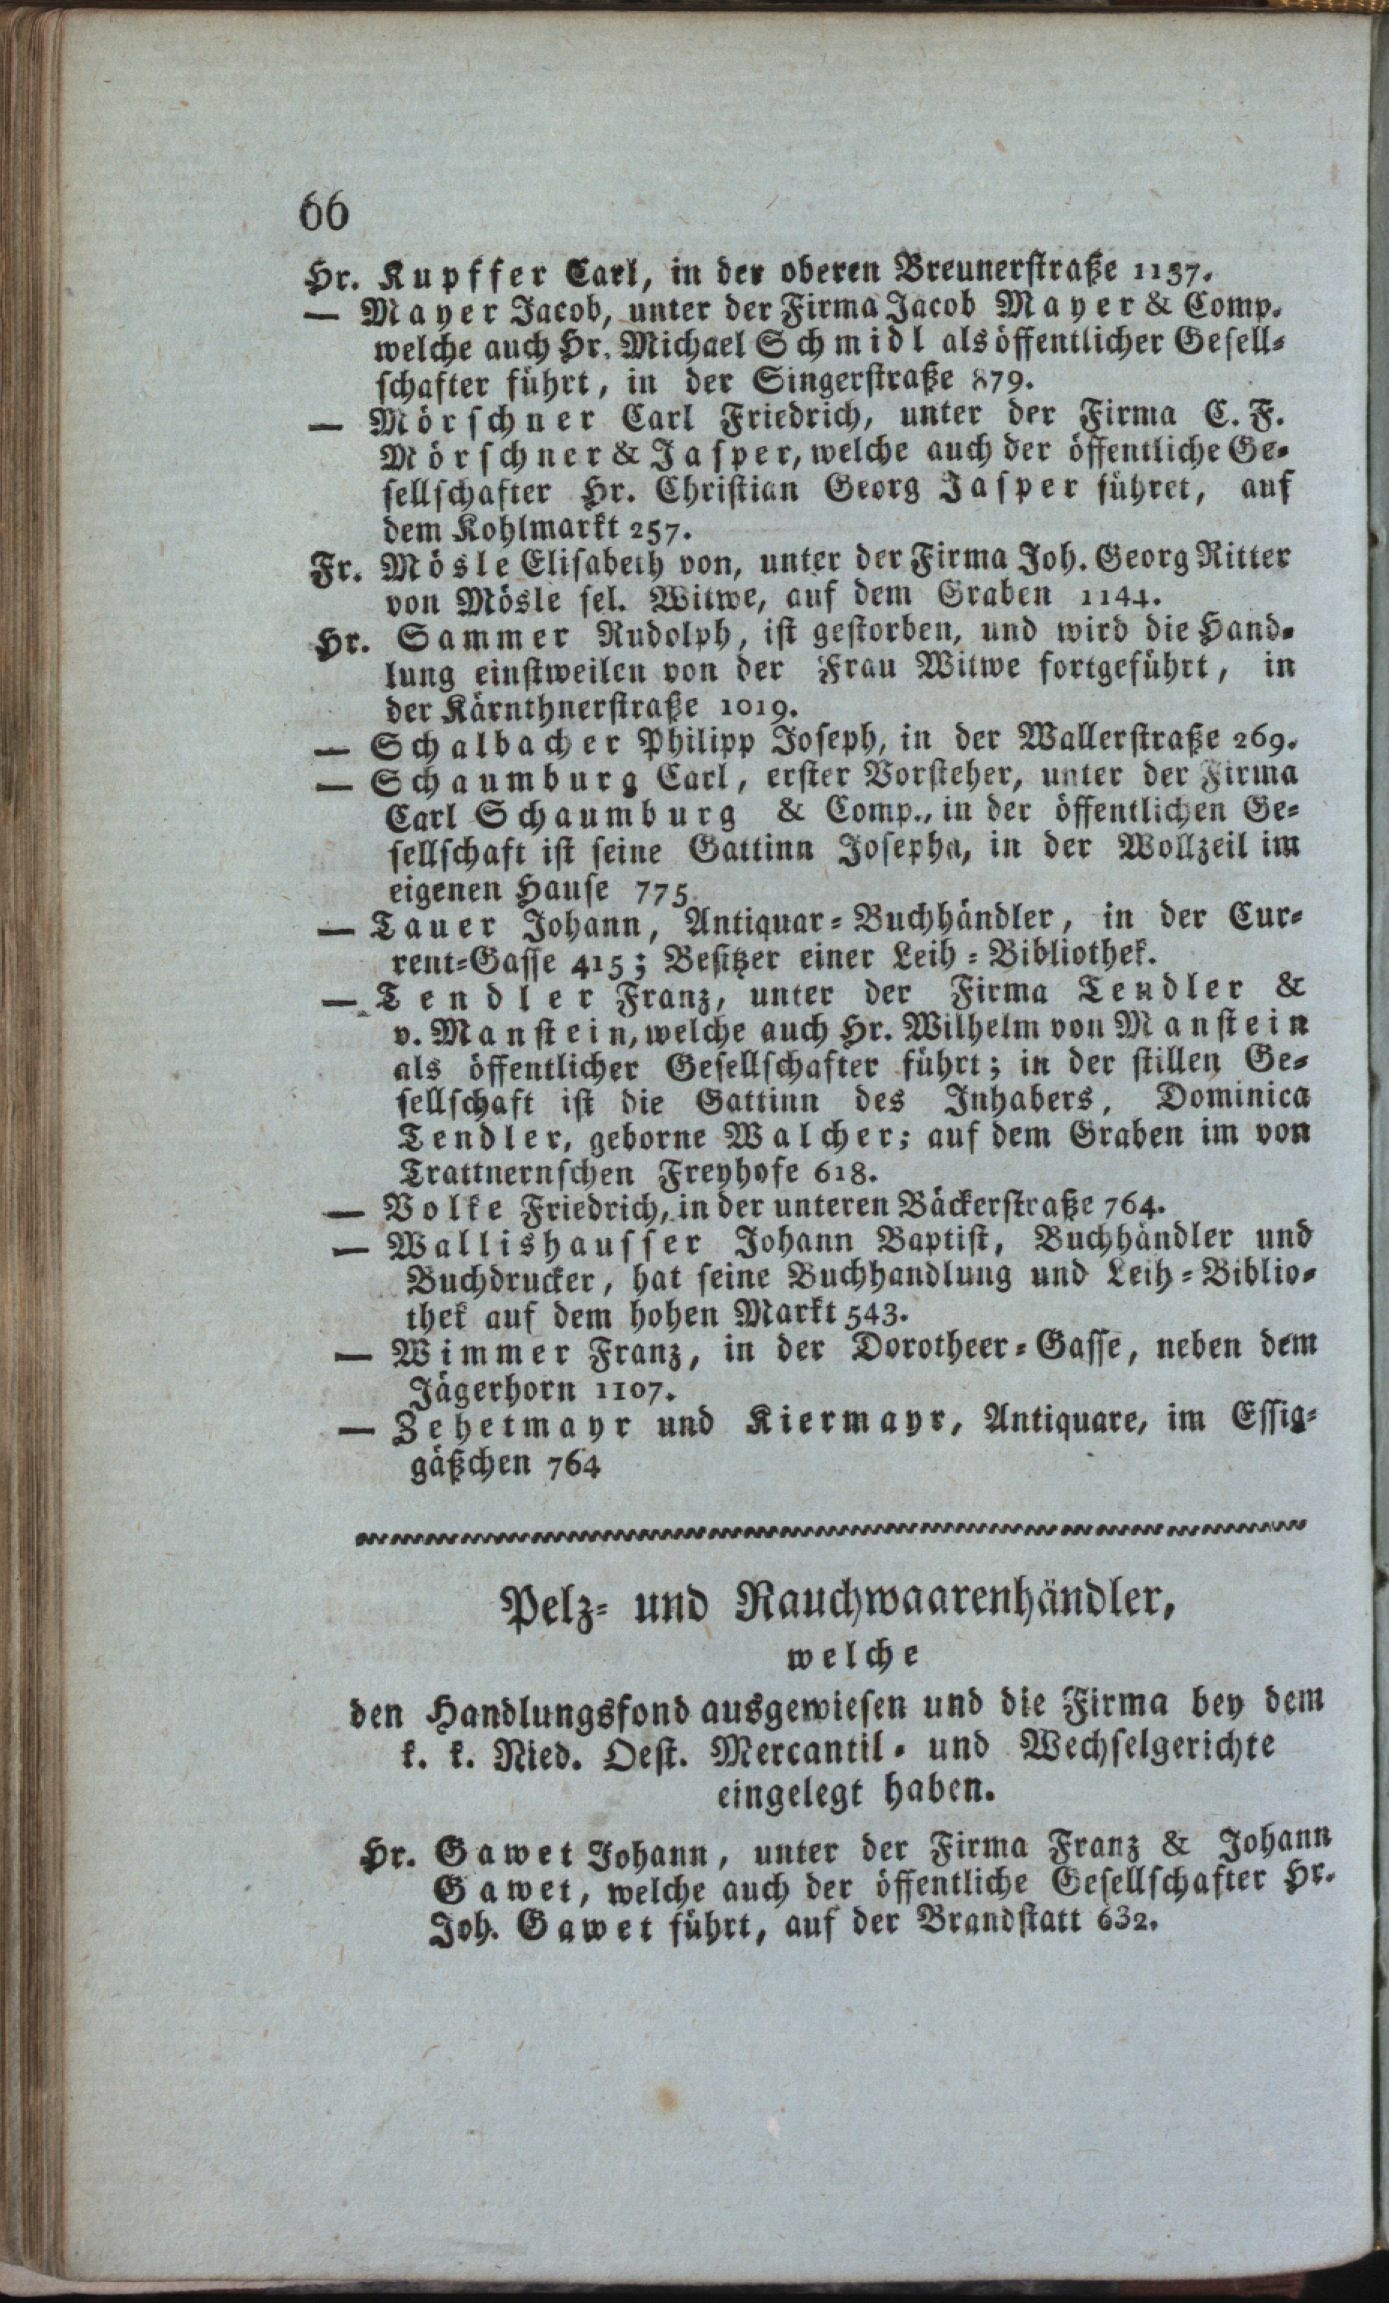 66
Hr. Kupffer Carl, in der oberen Breunerstraße 1137.
— Mayer Jacob, unter der Firma Jacob Mayer & Comp.
welche auch Hr. Michael Schmidl als öffentlicher Gesell-
schafter führt, in der Singerstraße 879.
— Mörschner Carl Friedrich, unter der Firma C. F.
Mörschner & Jasper, welche auch der öffentliche Ge-
sellschafter Hr. Christian Georg Jasper führet, auf
dem Kohlmarkt 257.
Fr. Mösle Elisabeth von, unter der Firma Joh. Georg Ritter
von Mösle sel. Witwe, auf dem Graben 1144.
Hr. Sammer Rudolph, ist gestorben, und wird die Hand-
lung einstweilen von der Frau Witwe fortgeführt, in
der Kärnthnerstraße 1019.
— Schalbacher Philipp Joseph, in der Wallerstraße 269.
— Schaumburg Carl, erster Vorsteher, unter der Firma
Carl Schaumburg & Comp., in der öffentlichen Ge-
sellschaft ist seine Gattinn Josepha, in der Wollzeil im
eigenen Hause 775.
— Tauer Johann, Antiquar-Buchhändler, in der Cur-
rent-Gasse 415; Besitzer einer Leih-Bibliothek.
— Tendler Franz, unter der Firma Tendler &
v. Manstein, welche auch Hr. Wilhelm von Manstein
als öffentlicher Gesellschafter führt; in der stillen Ge-
sellschaft ist die Gattinn des Inhabers, Dominica
Tendler, geborne Walcher; auf dem Graben im von
Trattnernschen Freyhofe 618.
— Volke Friedrich, in der unteren Bäckerstraße 764.
— Wallishausser Johann Baptist, Buchhändler und
Buchdrucker, hat seine Buchhandlung und Leih-Biblio-
thek auf dem hohen Markt 543.
— Wimmer Franz, in der Dorotheer-Gasse, neben dem
Jägerhorn 1107.
— Zehetmayr und Kiermayr, Antiquare, im Essig-
gäßchen 764
Pelz- und Rauchwaarenhändler,
welche
den Handlungsfond ausgewiesen und die Firma bey dem
k. k. Nied. Oest. Mercantil- und Wechselgerichte
eingelegt haben.
Hr. Gawet Johann, unter der Firma Franz & Johann
Gawet, welche auch der öffentliche Gesellschafter Hr.
Joh. Gawet führt, auf der Brandstatt 632.